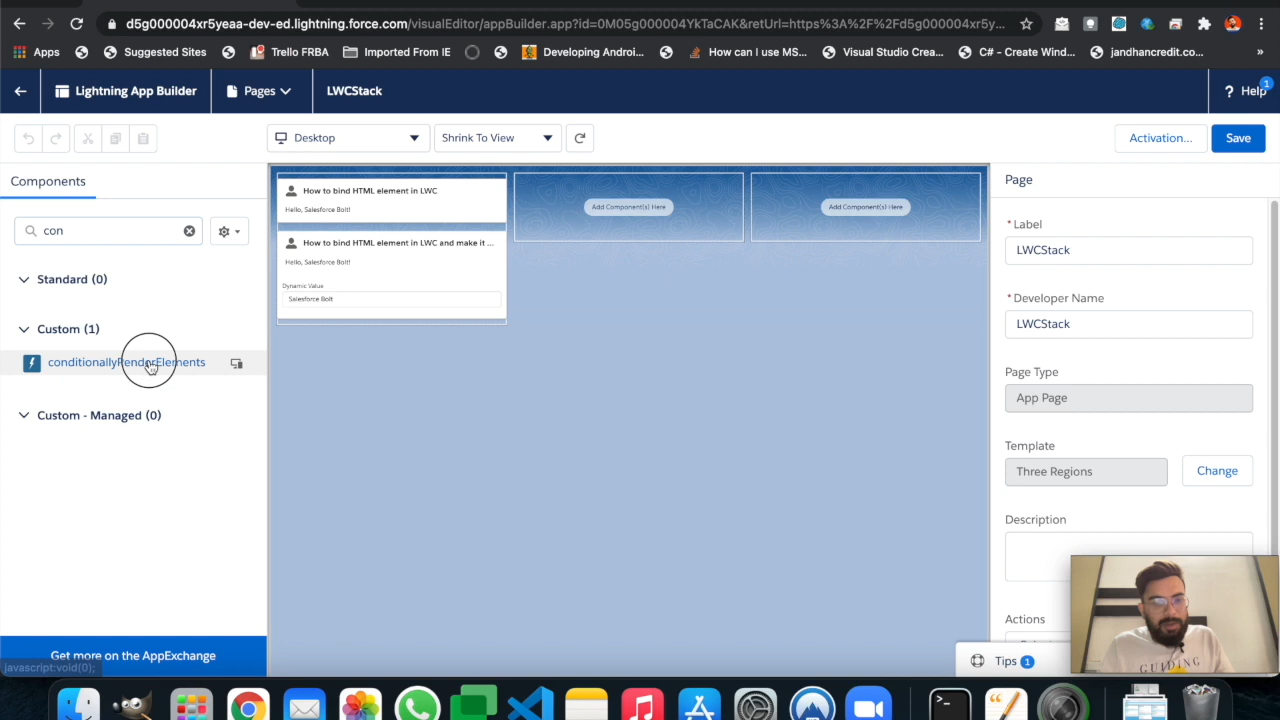 d5g000004xr5yeaa-dev-ed.lightning.force.com/visualEditor/appBuilder.app?id=0M05g000004YkTaCAK&retUrl=https%3A%2F%2Fd5g000004xr5y...
Apps
Suggested Sites
Trello FRBA
Imported From IE
Developing Androi...
How can I use MS...
Visual Studio Crea...
C# - Create Wind...
jandhancredit.co...
»
Lightning App Builder
Pages
LWCStack
? Help
1
Desktop
Shrink To View
Activation...
Save
Components
con
Standard (0)
Custom (1)
conditionallyRenderElements
Custom - Managed (0)
Get more on the AppExchange
javascript:void(0);
How to bind HTML element in LWC
Hello, Salesforce Bolt!
How to bind HTML element in LWC and make it ...
Hello, Salesforce Bolt!
Dynamic Value
Salesforce Bolt
Add Component(s) Here
Add Component(s) Here
Page
* Label
LWCStack
* Developer Name
LWCStack
Page Type
App Page
Template
Three Regions
Change
Description
Actions
Tips 1
GUIDING